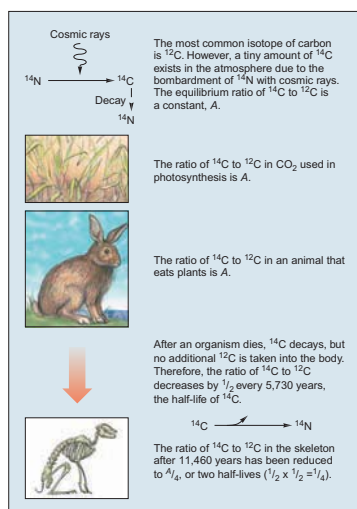 Cosmic rays
¹⁴N
¹⁴C
Decay
¹⁴N
The most common isotope of carbon
is ¹²C. However, a tiny amount of ¹⁴C
exists in the atmosphere due to the
bombardment of ¹⁴N with cosmic rays.
The equilibrium ratio of ¹⁴C to ¹²C is
a constant, A.
The ratio of ¹⁴C to ¹²C in CO₂ used in
photosynthesis is A.
The ratio of ¹⁴C to ¹²C in an animal that
eats plants is A.
After an organism dies, ¹⁴C decays, but
no additional ¹²C is taken into the body.
Therefore, the ratio of ¹⁴C to ¹²C
decreases by ¹/₂ every 5,730 years,
the half-life of ¹⁴C.
¹⁴C
¹⁴N
The ratio of ¹⁴C to ¹²C in the skeleton
after 11,460 years has been reduced
to ᴬ/₄, or two half-lives (¹/₂ x ¹/₂ =¹/₄).